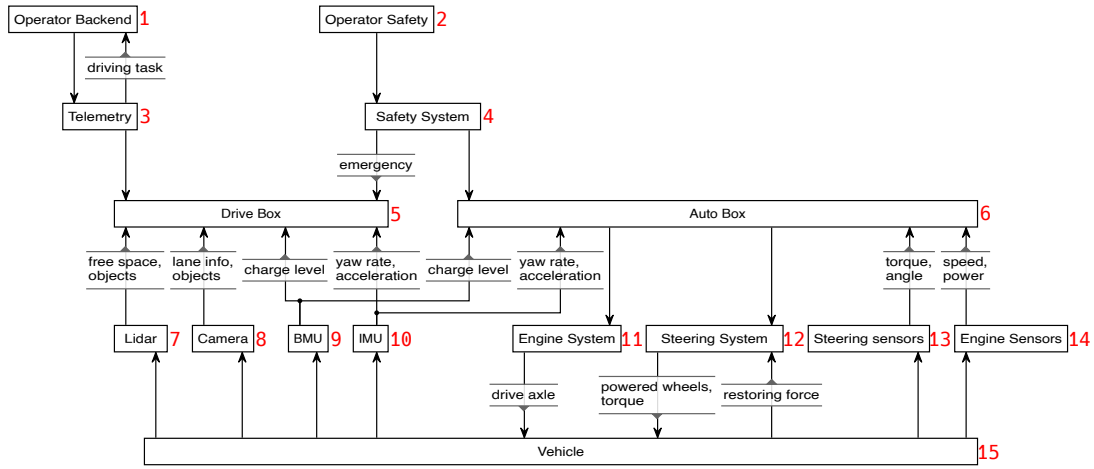 Operator Backend 1
Operator Safety 2
driving task
Telemetry 3
Safety System 4
emergency
Drive Box 5
Auto Box 6
free space,
objects
lane info,
objects
charge level
yaw rate,
acceleration
charge level
yaw rate,
acceleration
torque,
angle
speed,
power
Lidar 7
Camera 8
BMU 9
IMU 10
Engine System 11
Steering System 12
Steering sensors 13
Engine Sensors 14
drive axle
powered wheels,
torque
restoring force
Vehicle 15